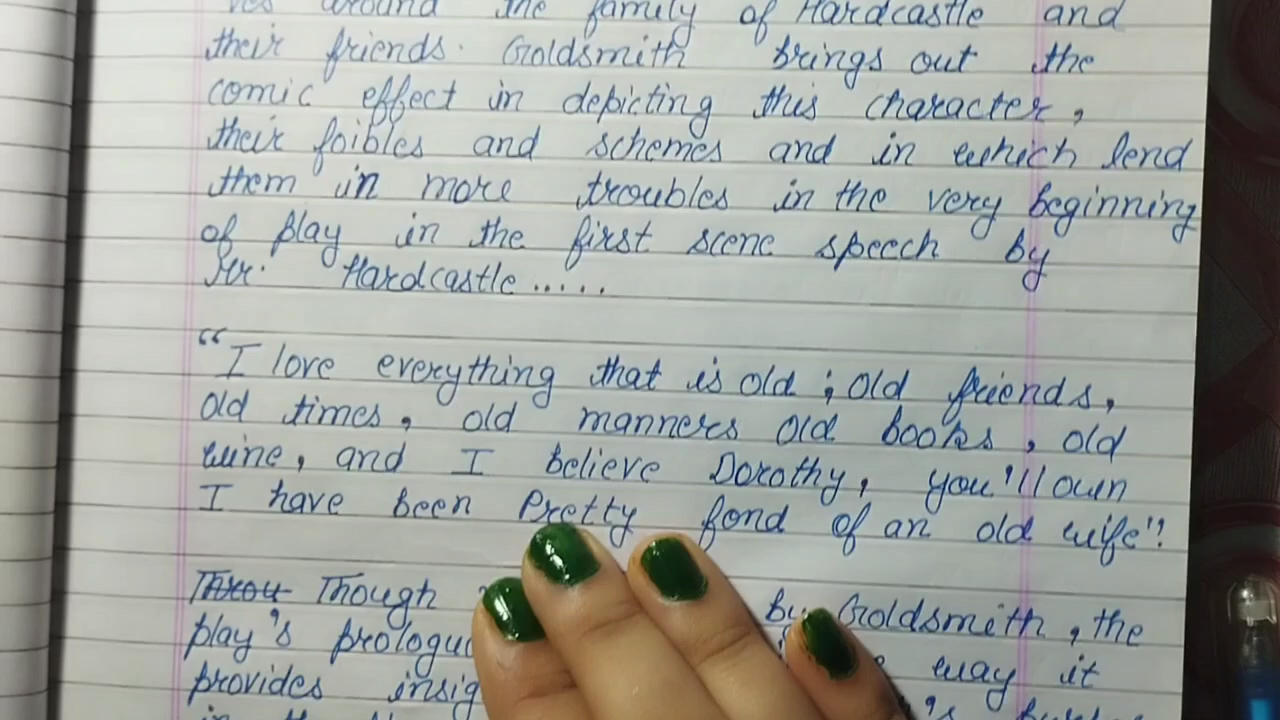 around the family of Hardcastle and
their friends. Goldsmith brings out the
comic effect in depicting this character,
their foibles and schemes and in which lend
them in more troubles in the very beginning
of play in the first scene speech by
Mr. Hardcastle .....
"I love everything that is old ; old friends,
old times, old manners old books, old
wine, and I believe Dorothy, you'll own
I have been Pretty fond of an old wife"?
Though by Goldsmith, the
play's way it
provides